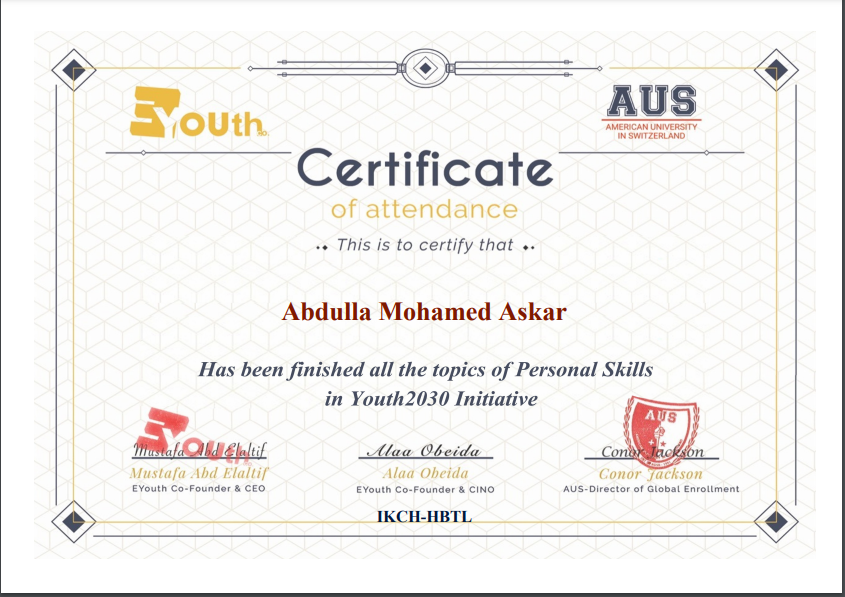 EYouth co.
AUS
AMERICAN UNIVERSITY
IN SWITZERLAND
Certificate
of attendance
This is to certify that
Abdulla Mohamed Askar
Has been finished all the topics of Personal Skills
in Youth2030 Initiative
EYouth
AUS
Mustafa Abd Elaltif
Alaa Obeida
Conor Jackson
Mustafa Abd Elaltif
Alaa Obeida
Conor Jackson
EYouth Co-Founder & CEO
EYouth Co-Founder & CINO
AUS-Director of Global Enrollment
IKCH-HBTL